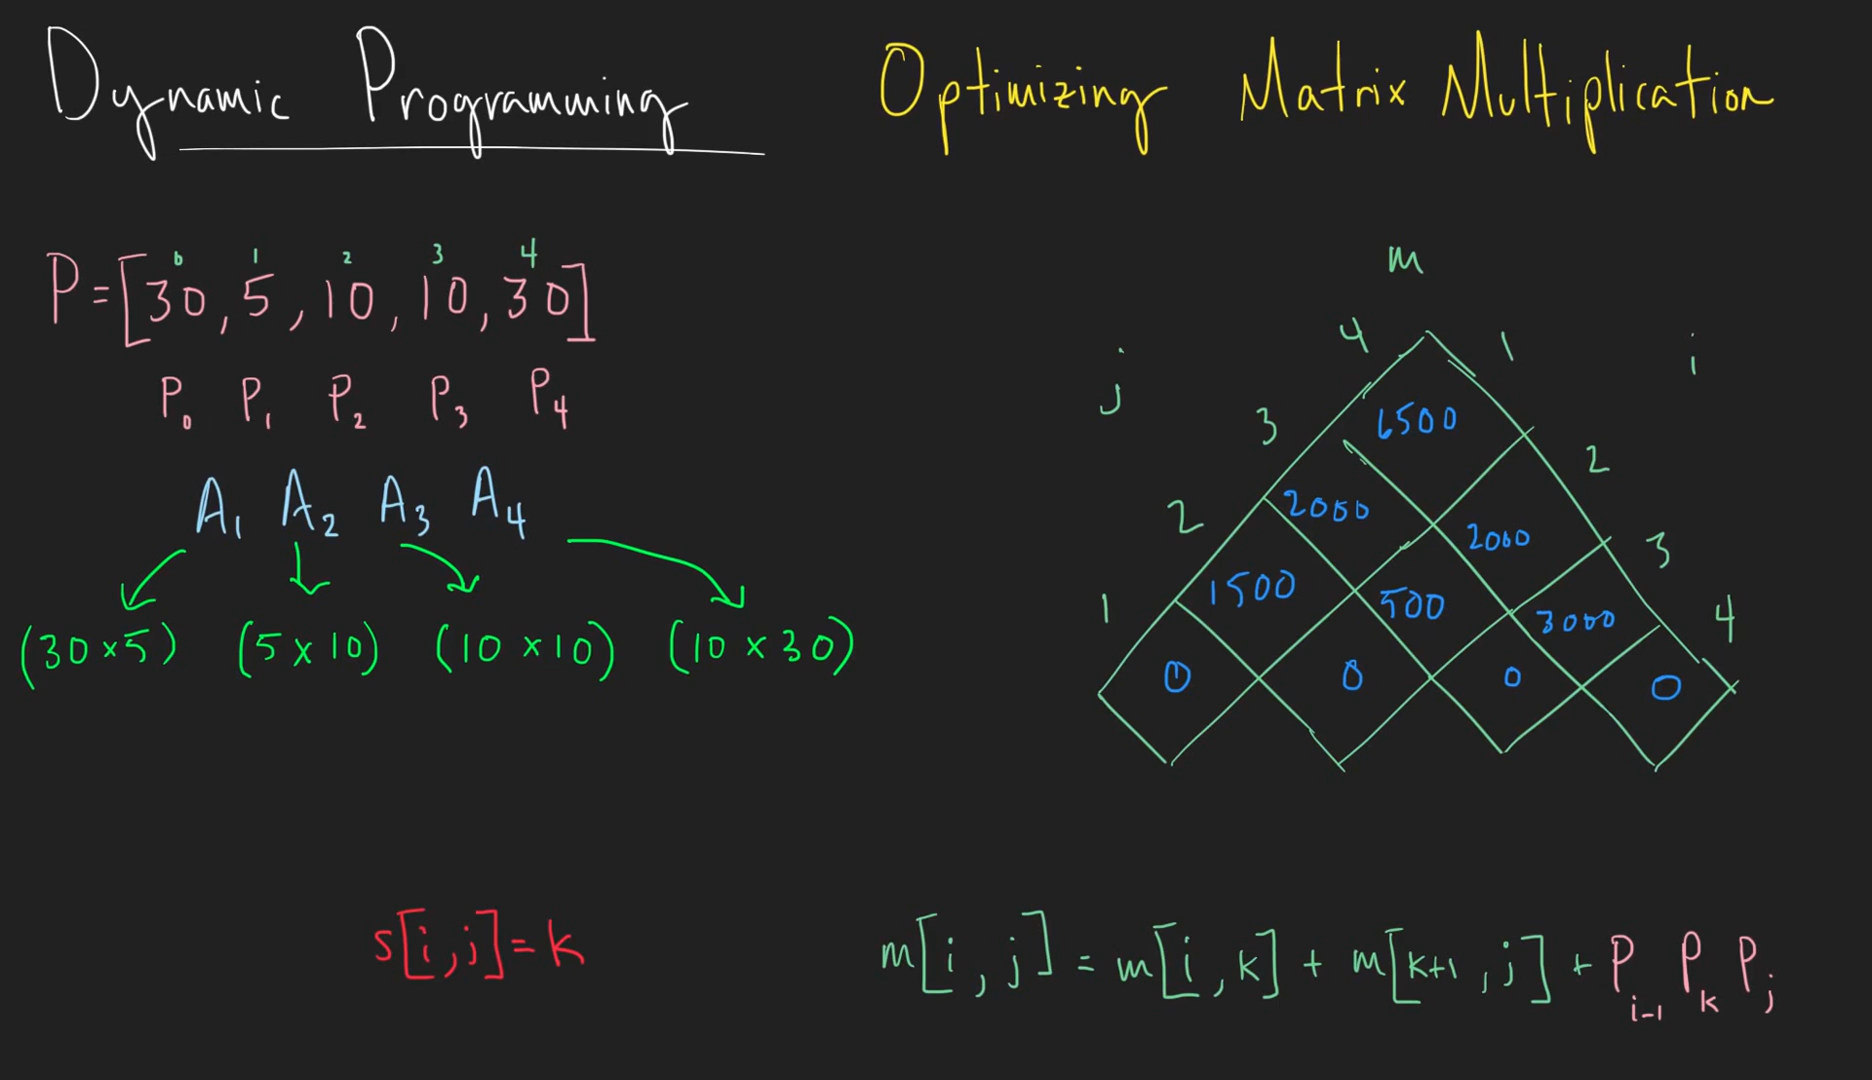 Dynamic Programming
Optimizing Matrix Multiplication
0 1 2 3 4
P=[30, 5, 10, 10, 30]
P0 P1 P2 P3 P4
A1 A2 A3 A4
(30 x 5) (5 x 10) (10 x 10) (10 x 30)
m
j i
4 1
6500
3 2
2000 2000
2 3
1500 500 3000
1 4
0 0 0 0
s[i,j]=k
m[i,j] = m[i,k] + m[k+1,j] + Pi-1 Pk Pj